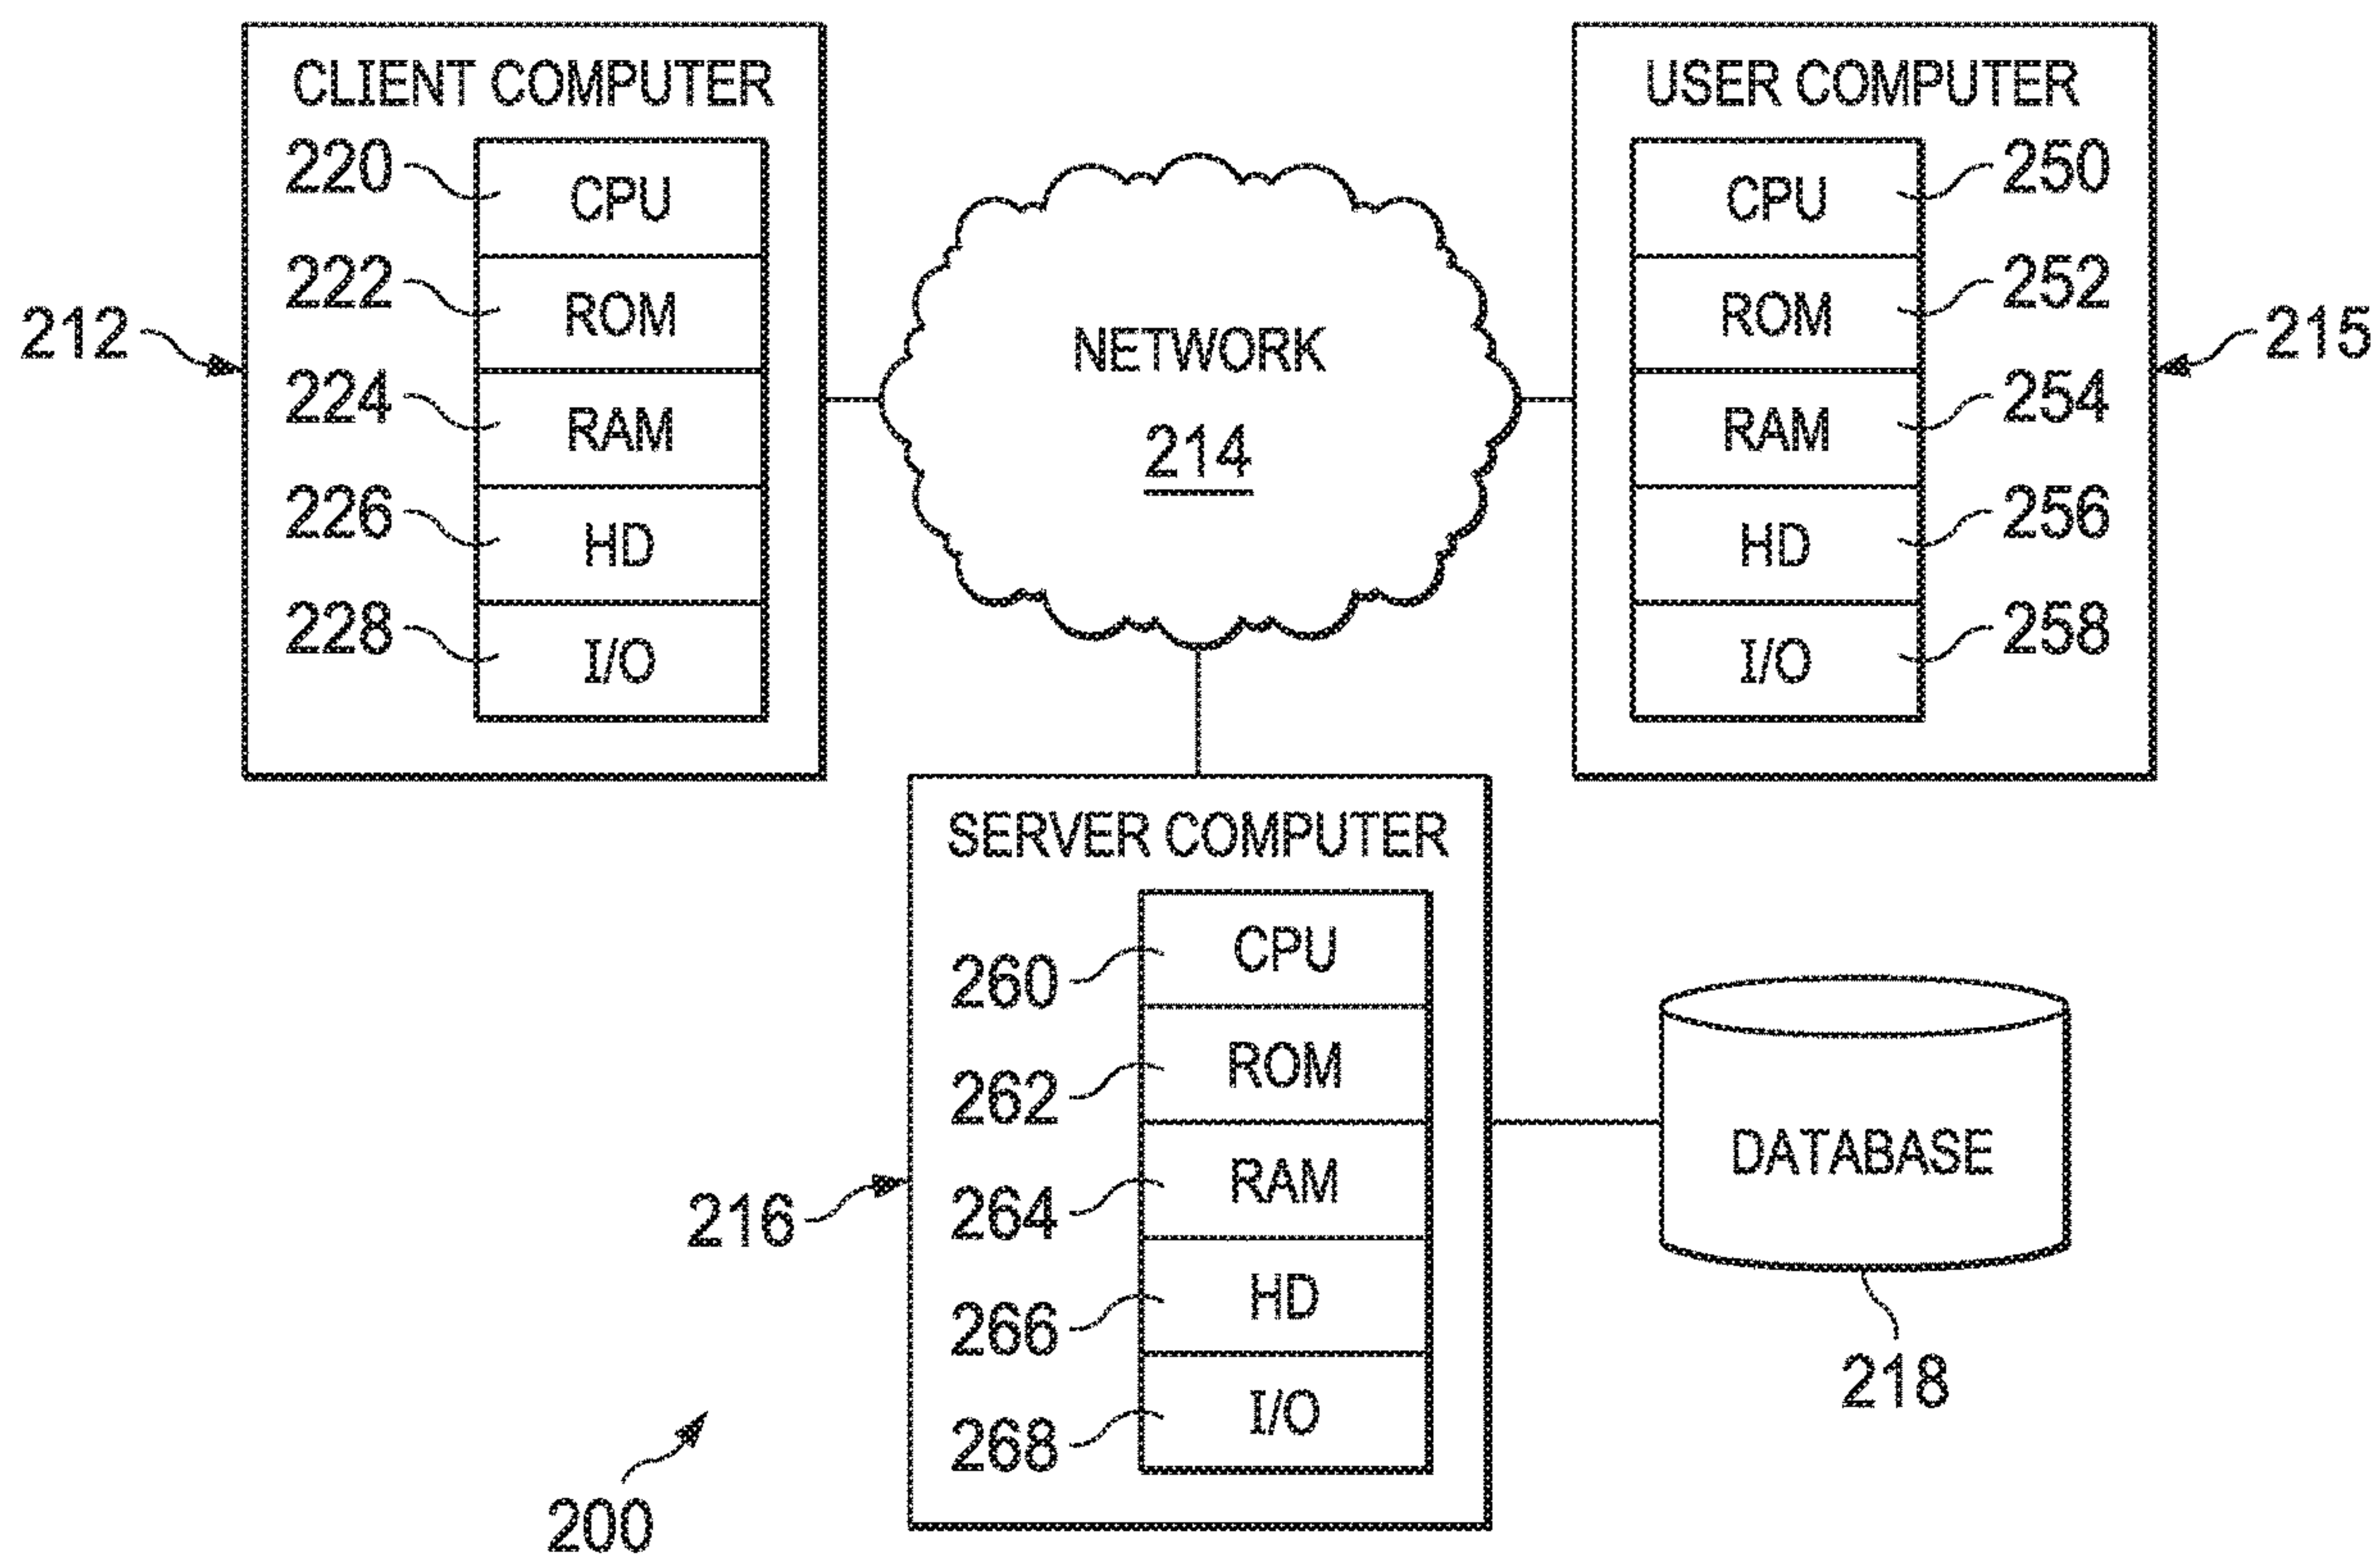 CLIENT COMPUTER
220 CPU
222 ROM
224 RAM
226 HD
228 I/O
212
NETWORK
214
USER COMPUTER
CPU 250
ROM 252
RAM 254
HD 256
I/O 258
215
SERVER COMPUTER
260 CPU
262 ROM
264 RAM
266 HD
268 I/O
216
DATABASE
218
200